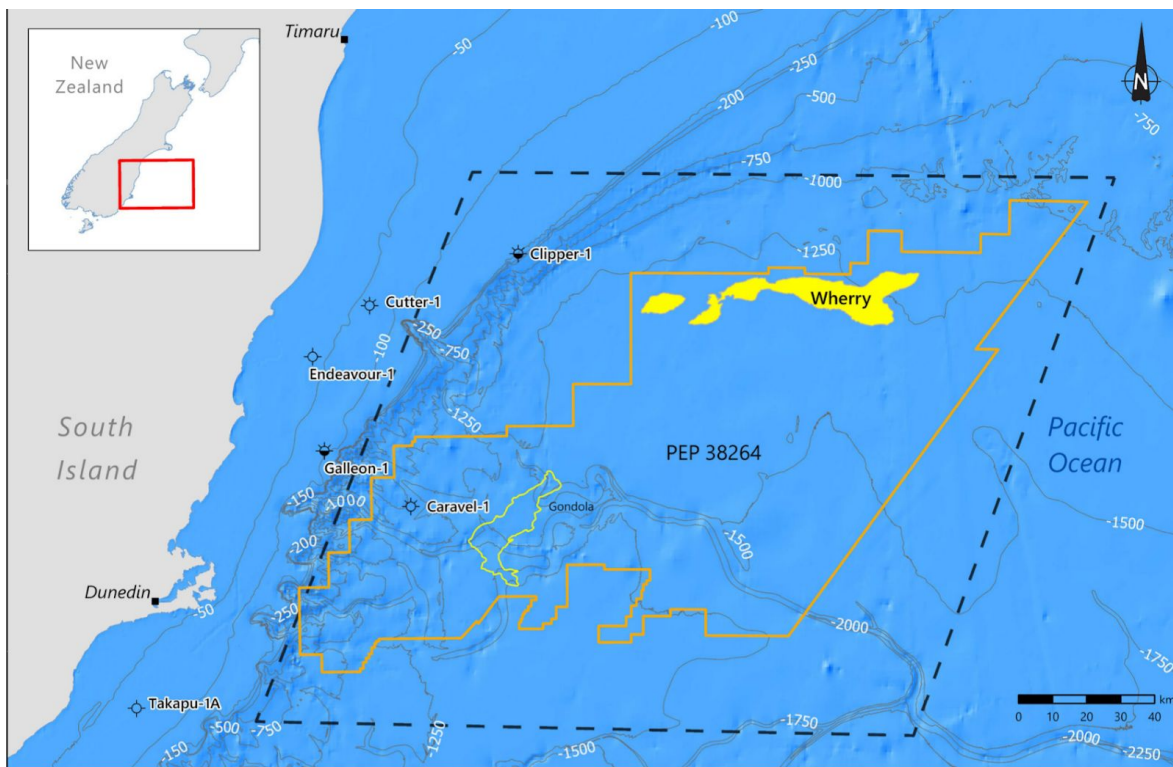 New
Zealand
Timaru
-50
-100
-250
-200
-500
-750
-1000
N
-750
Clipper-1
-1250
Cutter-1
-250
-750
-100
Endeavour-1
Wherry
-1250
South
Island
Pacific
Ocean
PEP 38264
Galleon-1
-150
-1000
Caravel-1
Gondola
-1500
-1500
-200
Dunedin
-50
-250
-2000
-1750
Takapu-1A
-500
-750
-150
-1250
-1500
-1750
-2000
-2250
km
0 10 20 30 40